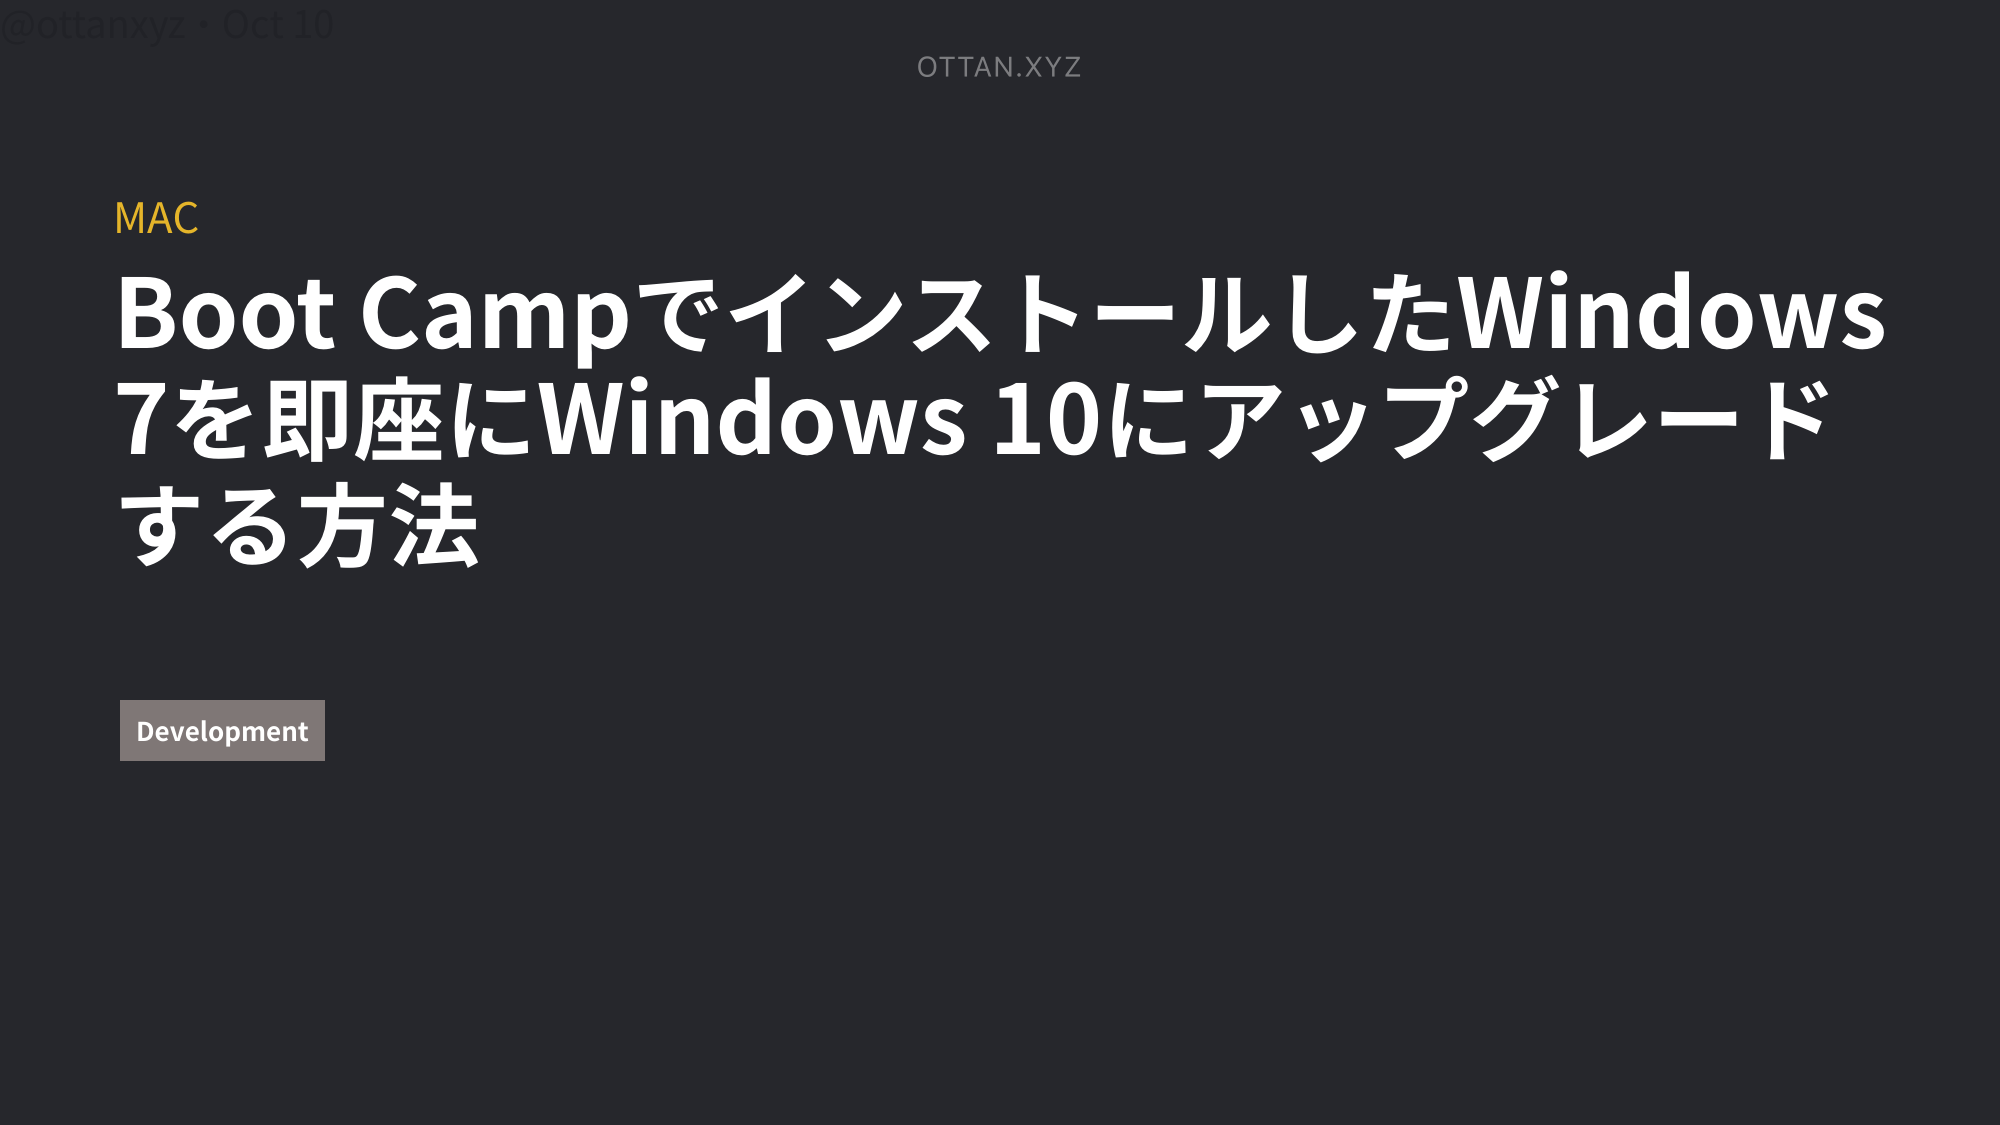 @ottanxyz・Oct 10
OTTAN.XYZ
MAC
Boot CampでインストールしたWindows
7を即座にWindows 10にアップグレード
する方法
Development